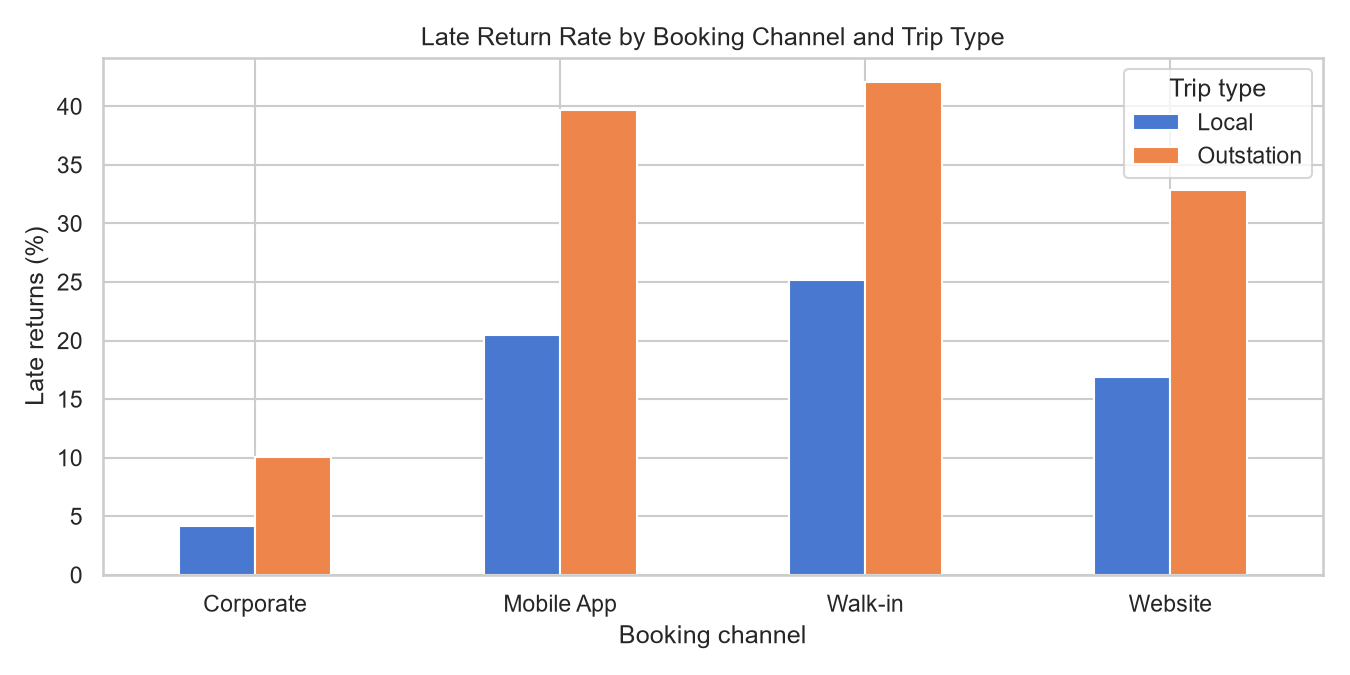 Late Return Rate by Booking Channel and Trip Type
Trip type
Local
Outstation
Late returns (%)
40
35
30
25
20
15
10
5
0
Corporate
Mobile App
Walk-in
Website
Booking channel